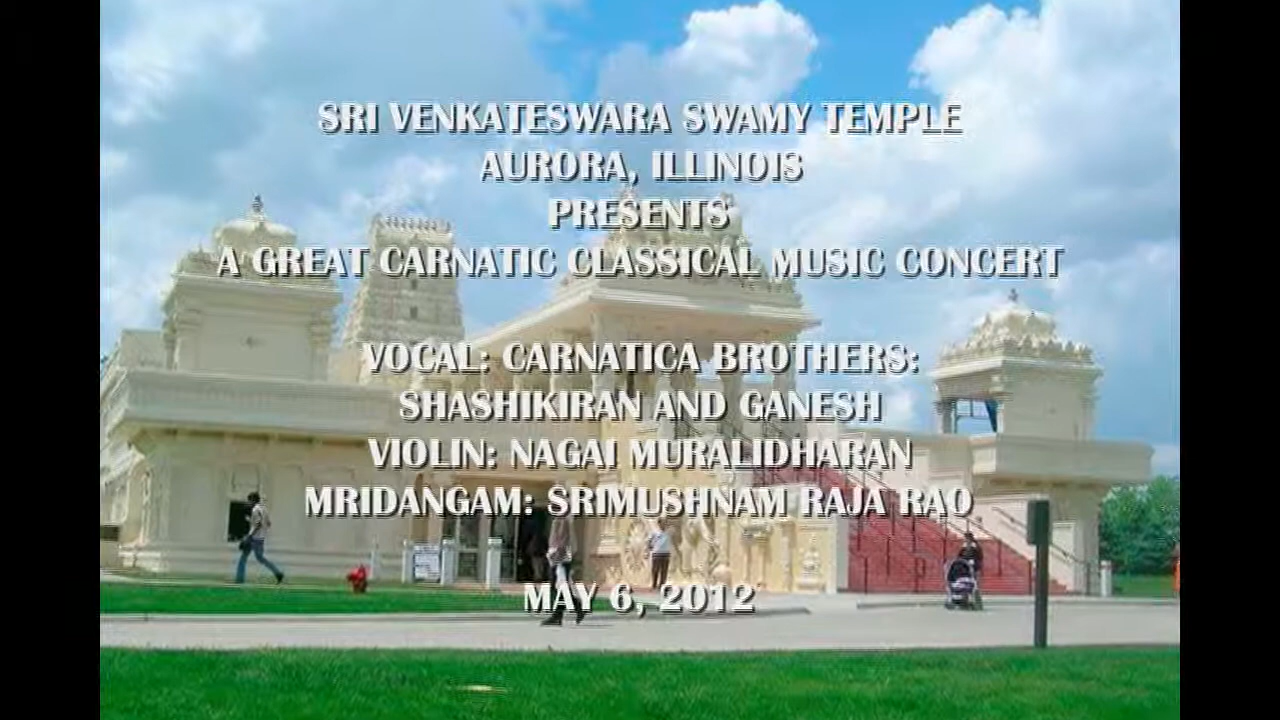 SRI VENKATESWARA SWAMY TEMPLE
AURORA, ILLINOIS
PRESENTS
A GREAT CARNATIC CLASSICAL MUSIC CONCERT
VOCAL: CARNATICA BROTHERS:
SHASHIKIRAN AND GANESH
VIOLIN: NAGAI MURALIDHARAN
MRIDANGAM: SRIMUSHNAM RAJA RAO
MAY 6, 2012